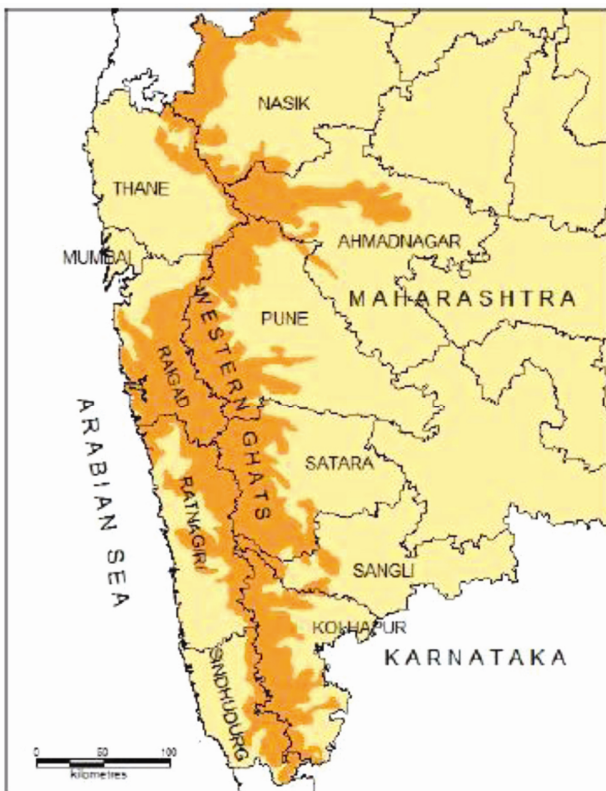 NASIK
THANE
AHMADNAGAR
MUMBAI
MAHARASHTRA
PUNE
WESTERN GHATS
RAIGAD
ARABIAN SEA
SATARA
RATNAGIRI
SANGLI
KOLHAPUR
KARNATAKA
SINDHUDURG
0 50 100
kilometres